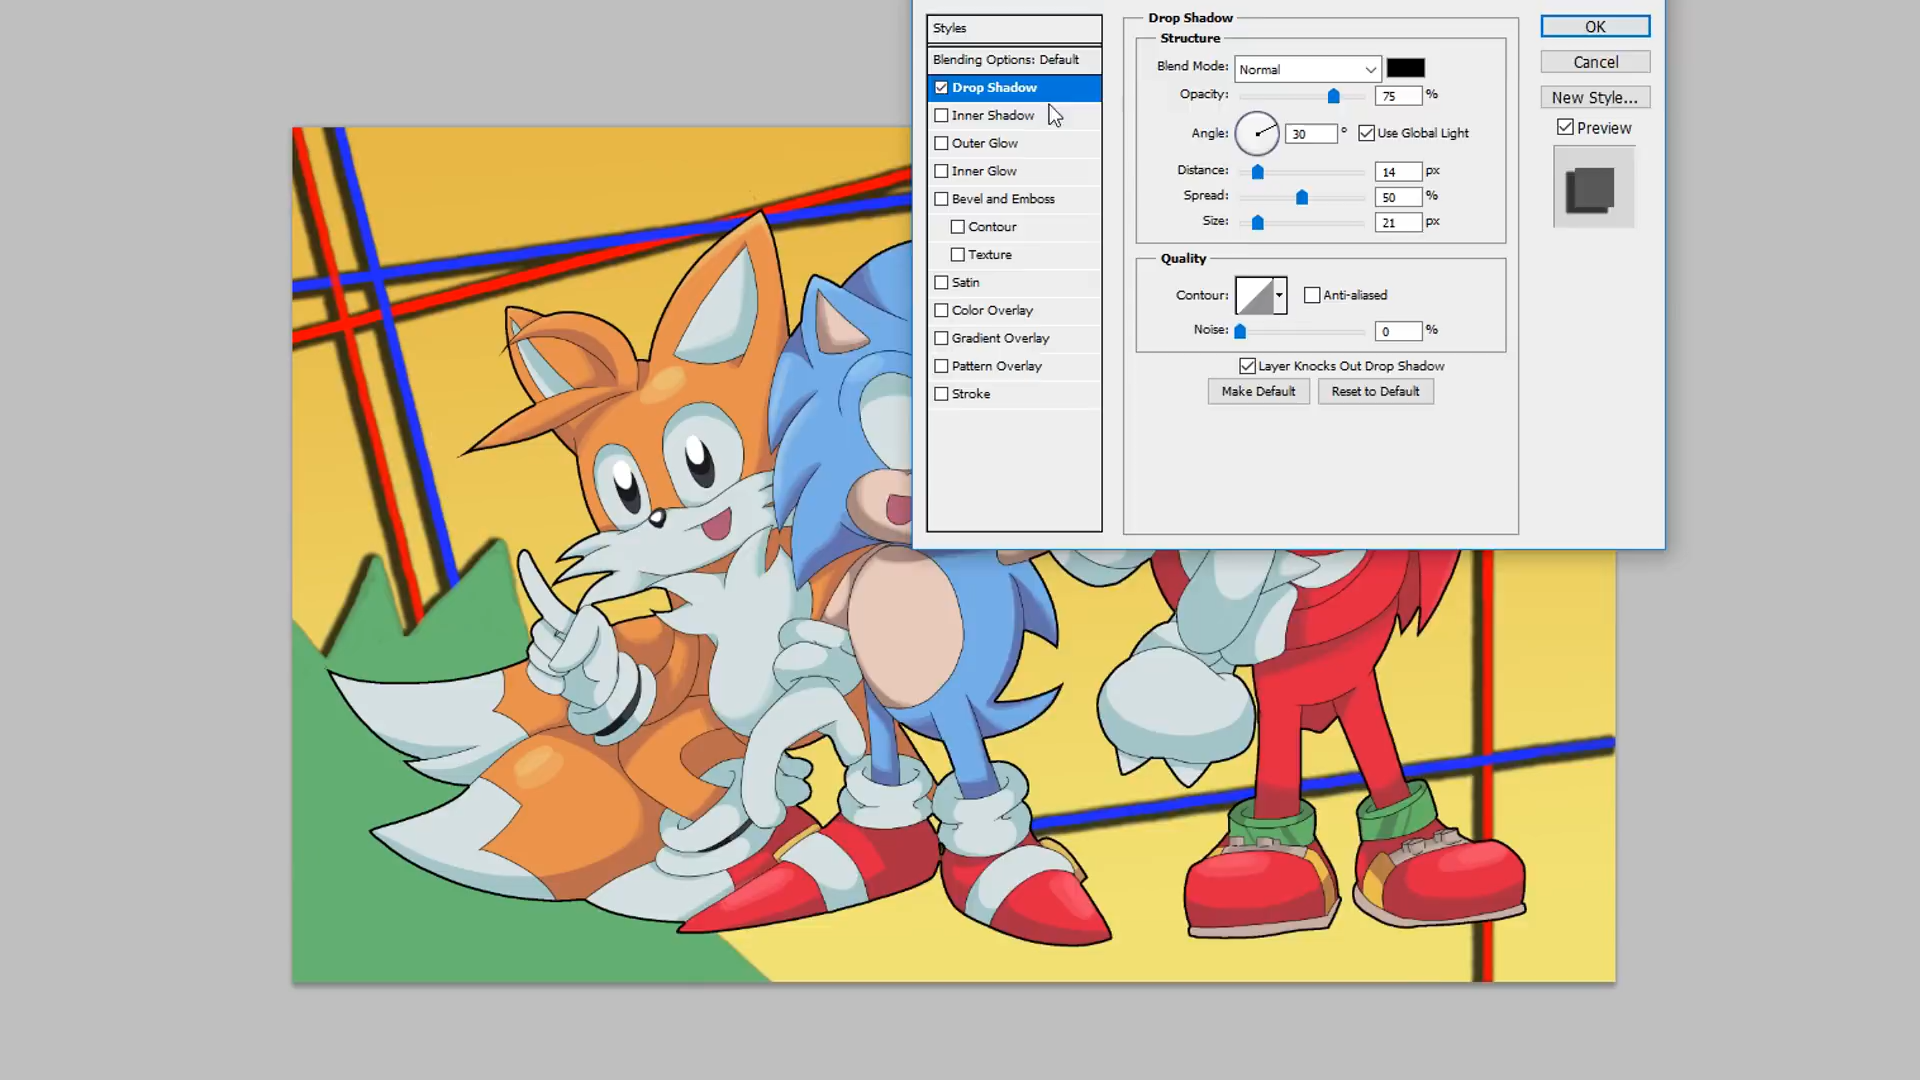 Styles
Blending Options: Default
Drop Shadow
Inner Shadow
Outer Glow
Inner Glow
Bevel and Emboss
Contour
Texture
Satin
Color Overlay
Gradient Overlay
Pattern Overlay
Stroke
Drop Shadow
Structure
Blend Mode: Normal
Opacity: 75 %
Angle: 30 ° Use Global Light
Distance: 14 px
Spread: 50 %
Size: 21 px
Quality
Contour: Anti-aliased
Noise: 0 %
Layer Knocks Out Drop Shadow
Make Default Reset to Default
OK
Cancel
New Style...
Preview